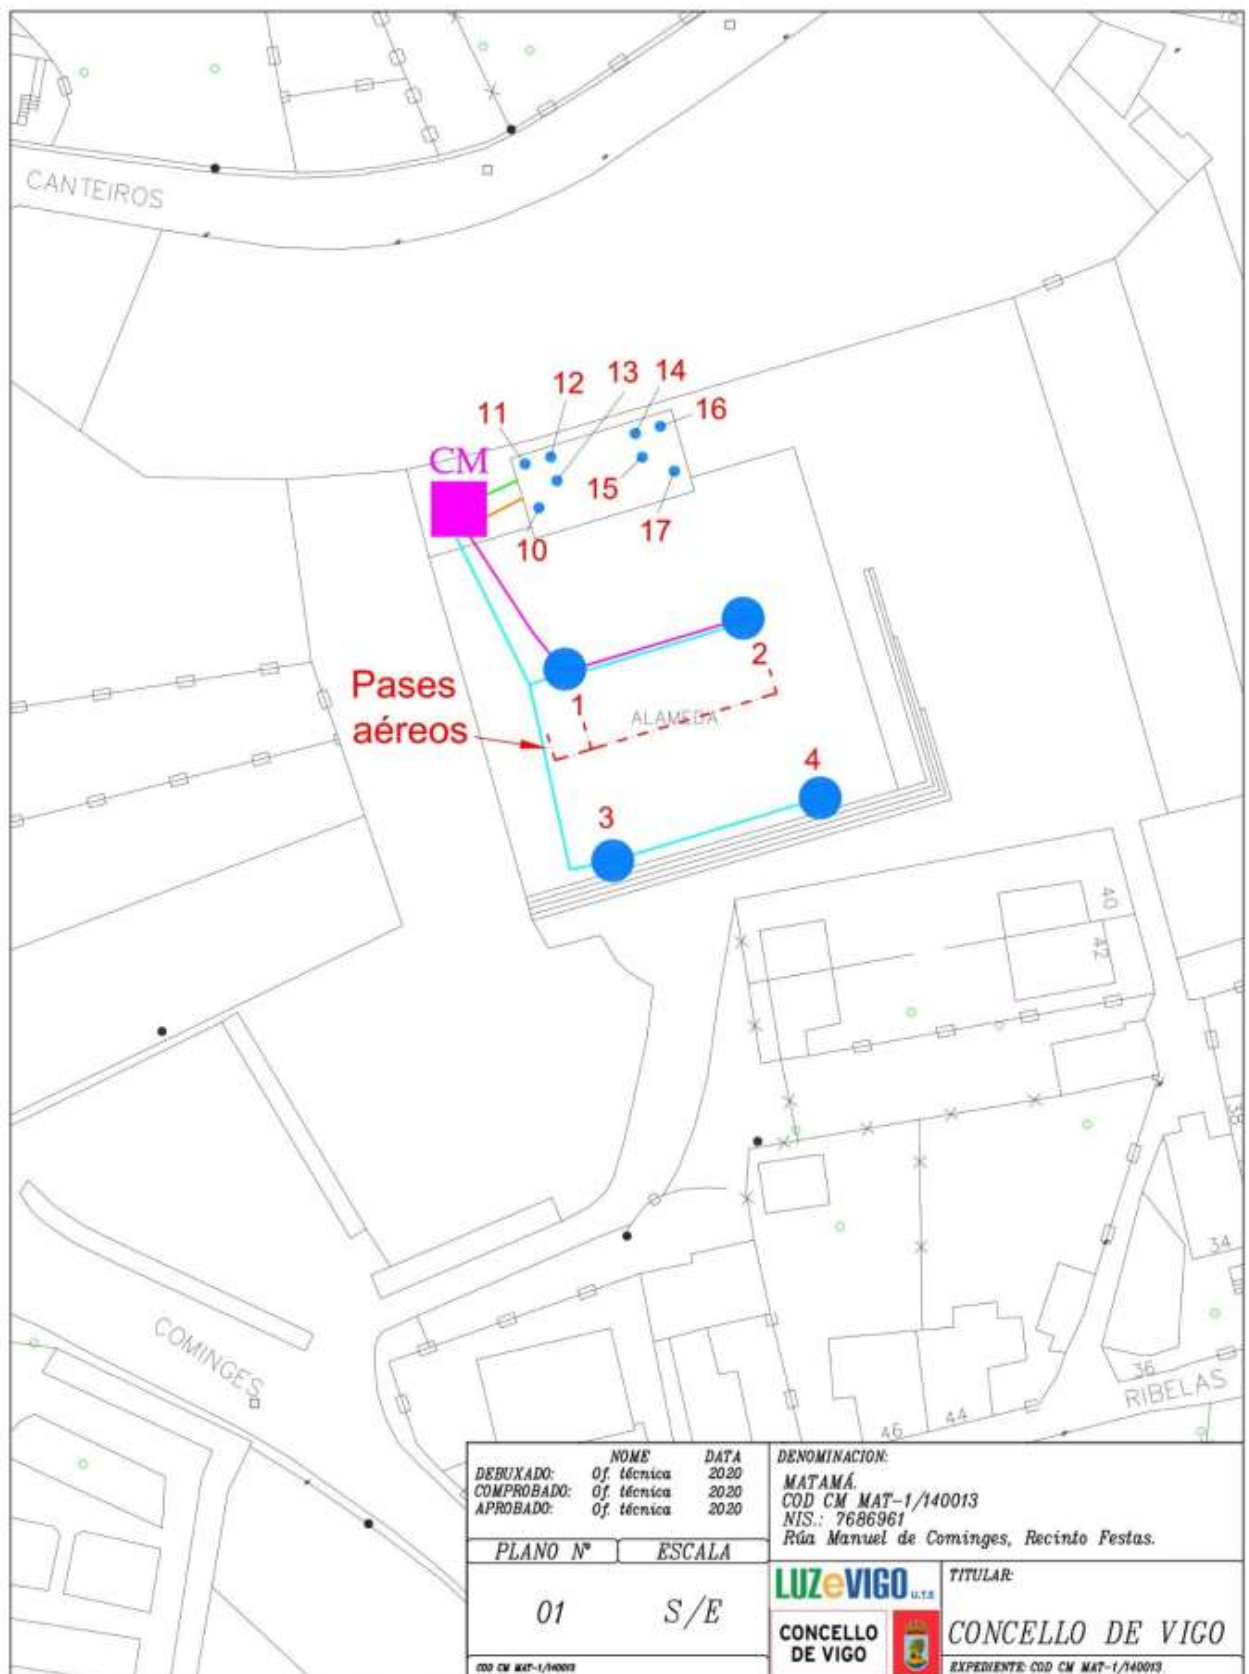 CANTEIROS
14
13
12
16
11
CM
15
17
10
2
Pases
aéreos
1
ALAMEDA
4
3
40
42
38
34
COMINGES
36
RIBELAS
44
46
NOME DATA
DEBUXADO: Of. técnica 2020
COMPROBADO: Of. técnica 2020
APROBADO: Of. técnica 2020
PLANO Nº ESCALA
01 S/E
COD CM MAT-1/140013
DENOMINACION:
MATAMÁ.
COD CM MAT-1/140013
NIS.: 7686961
Rúa Manuel de Cominges, Recinto Festas.
LUZeVIGO U.T.E
CONCELLO
DE VIGO
TITULAR:
CONCELLO DE VIGO
EXPEDIENTE: COD CM MAT-1/140013